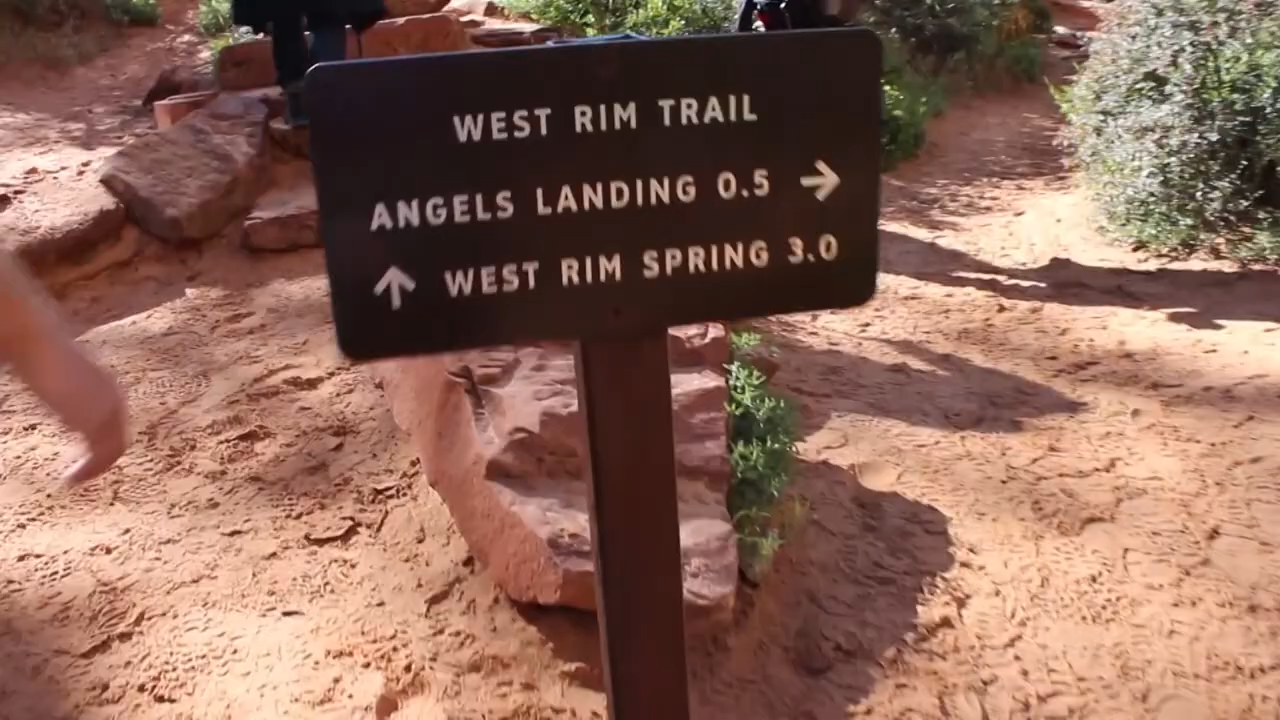 WEST RIM TRAIL
ANGELS LANDING 0.5 →
↑ WEST RIM SPRING 3.0